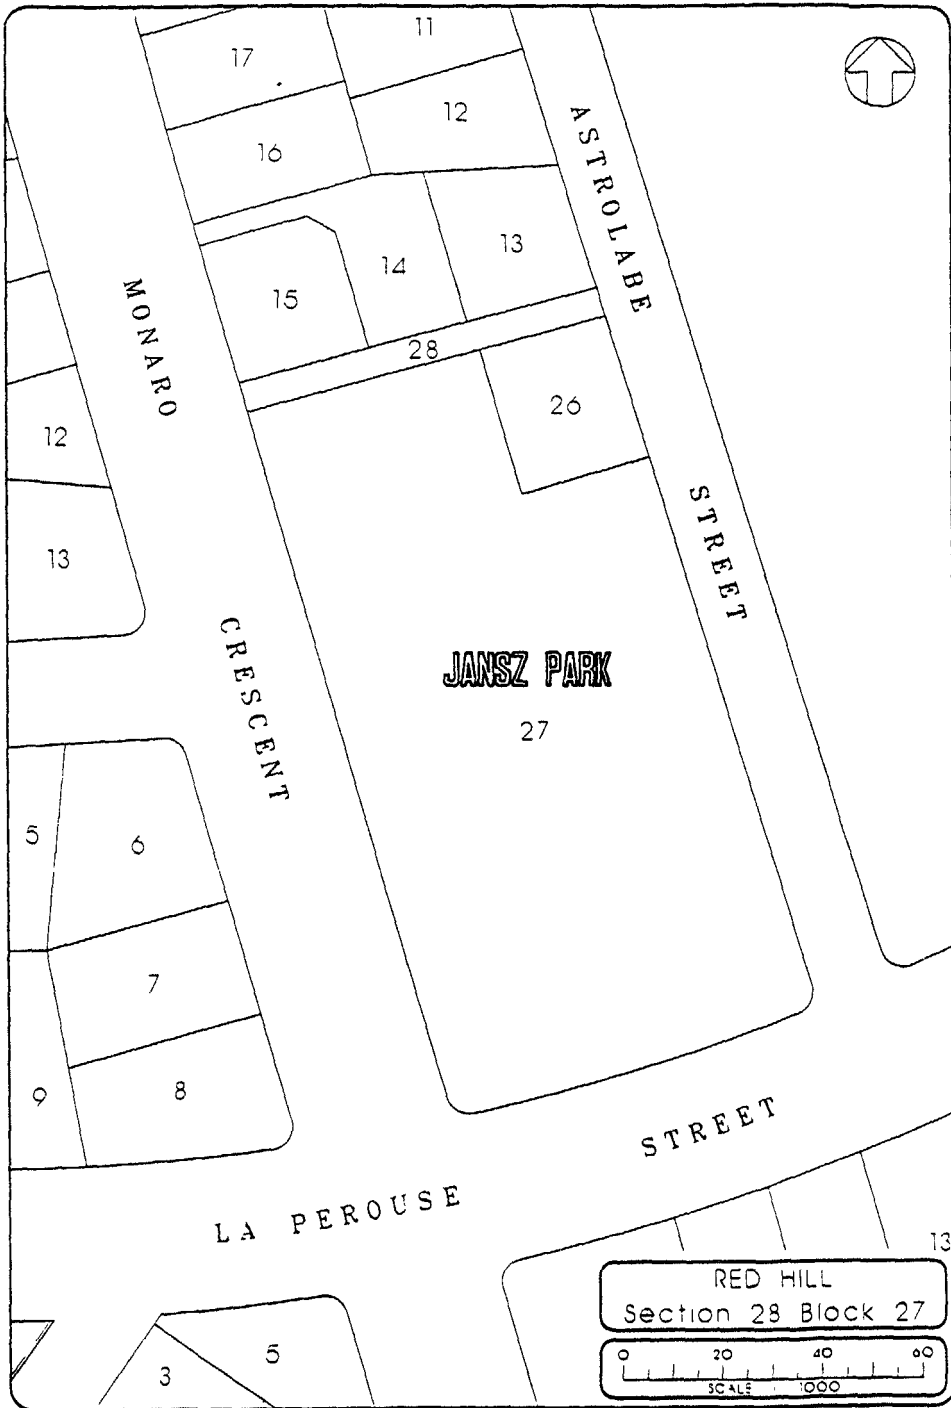 17
11
16
12
ASTROLABE STREET
15
14
13
28
26
MONARO CRESCENT
12
13
JANSZ PARK
27
5
6
7
9
8
LA PEROUSE STREET
13
3
5
RED HILL
Section 28 Block 27
0 20 40 60
SCALE 1000